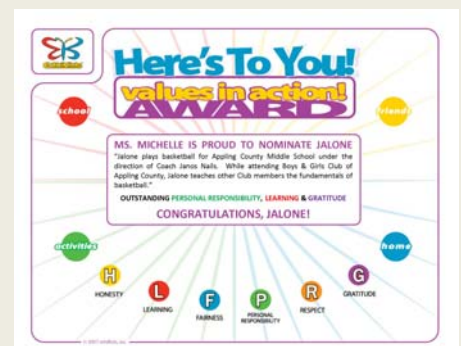 Here's To You!
values in action!
AWARD
school
friends
MS. MICHELLE IS PROUD TO NOMINATE JALONE
"Jalone plays basketball for Appling County Middle School under the
direction of Coach Janos Nails. While attending Boys & Girls Club of
Appling County, Jalone teaches other Club members the fundamentals of
basketball."
OUTSTANDING PERSONAL RESPONSIBILITY, LEARNING & GRATITUDE
CONGRATULATIONS, JALONE!
activities
home
H
HONESTY
L
LEARNING
F
FAIRNESS
P
PERSONAL
RESPONSIBILITY
R
RESPECT
G
GRATITUDE